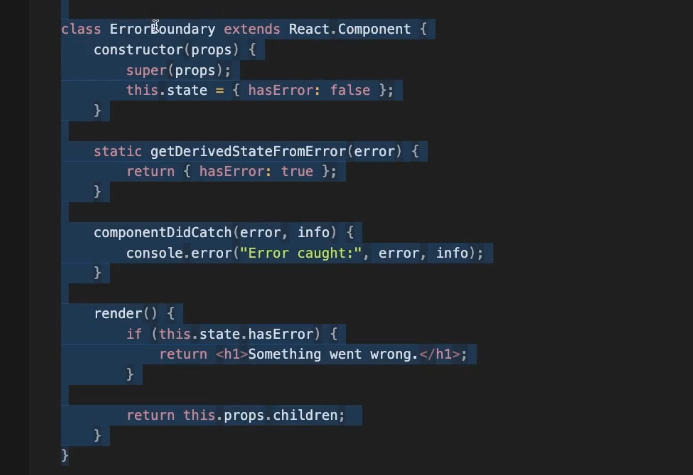 class ErrorBoundary extends React.Component {
    constructor(props) {
        super(props);
        this.state = { hasError: false };
    }

    static getDerivedStateFromError(error) {
        return { hasError: true };
    }

    componentDidCatch(error, info) {
        console.error("Error caught:", error, info);
    }

    render() {
        if (this.state.hasError) {
            return <h1>Something went wrong.</h1>;
        }

        return this.props.children;
    }
}